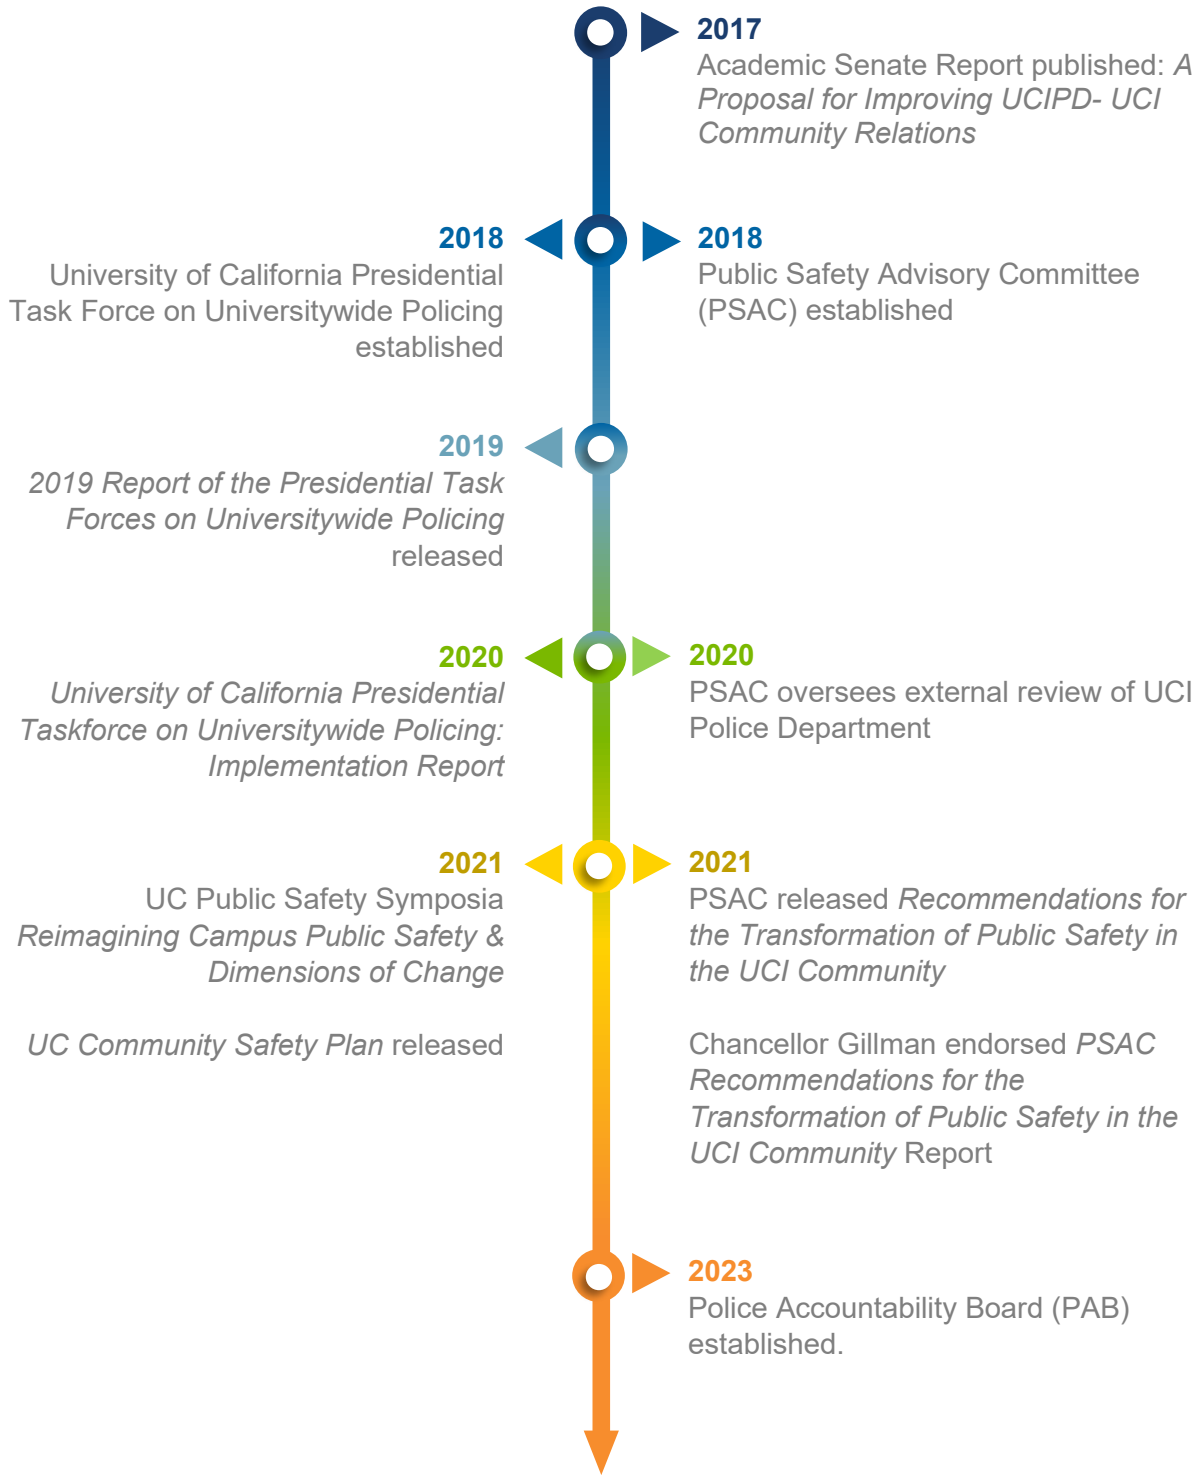 2017
Academic Senate Report published: A
Proposal for Improving UCIPD- UCI
Community Relations
2018
University of California Presidential
Task Force on Universitywide Policing
established
2018
Public Safety Advisory Committee
(PSAC) established
2019
2019 Report of the Presidential Task
Forces on Universitywide Policing
released
2020
University of California Presidential
Taskforce on Universitywide Policing:
Implementation Report
2020
PSAC oversees external review of UCI
Police Department
2021
UC Public Safety Symposia
Reimagining Campus Public Safety &
Dimensions of Change
UC Community Safety Plan released
2021
PSAC released Recommendations for
the Transformation of Public Safety in
the UCI Community
Chancellor Gillman endorsed PSAC
Recommendations for the
Transformation of Public Safety in the
UCI Community Report
2023
Police Accountability Board (PAB)
established.